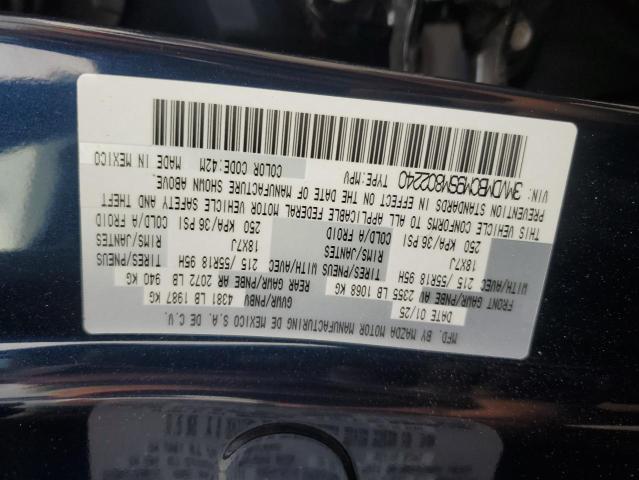 MFD. BY MAZDA MOTOR MANUFACTURING DE MEXICO S.A. DE C.V.
DATE 01/25 GVWR/PNBV 4381 LB 1987 KG
FRONT GAWR/PNBE AV 2355 LB 1068 KG REAR GAWR/PNBE AR 2072 LB 940 KG
WITH/AVEC TIRES/PNEUS 215/55R18 95H WITH/AVEC TIRES/PNEUS 215/55R18 95H
RIMS/JANTES 18X7J RIMS/JANTES 18X7J
COLD/A FROID 250 KPA/36 PSI COLD/A FROID 250 KPA/36 PSI
THIS VEHICLE CONFORMS TO ALL APPLICABLE FEDERAL MOTOR VEHICLE SAFETY AND THEFT
PREVENTION STANDARDS IN EFFECT ON THE DATE OF MANUFACTURE SHOWN ABOVE.
VIN: 3MVDMBCM9SM802240 TYPE:MPV COLOR CODE:42M MADE IN MEXICO